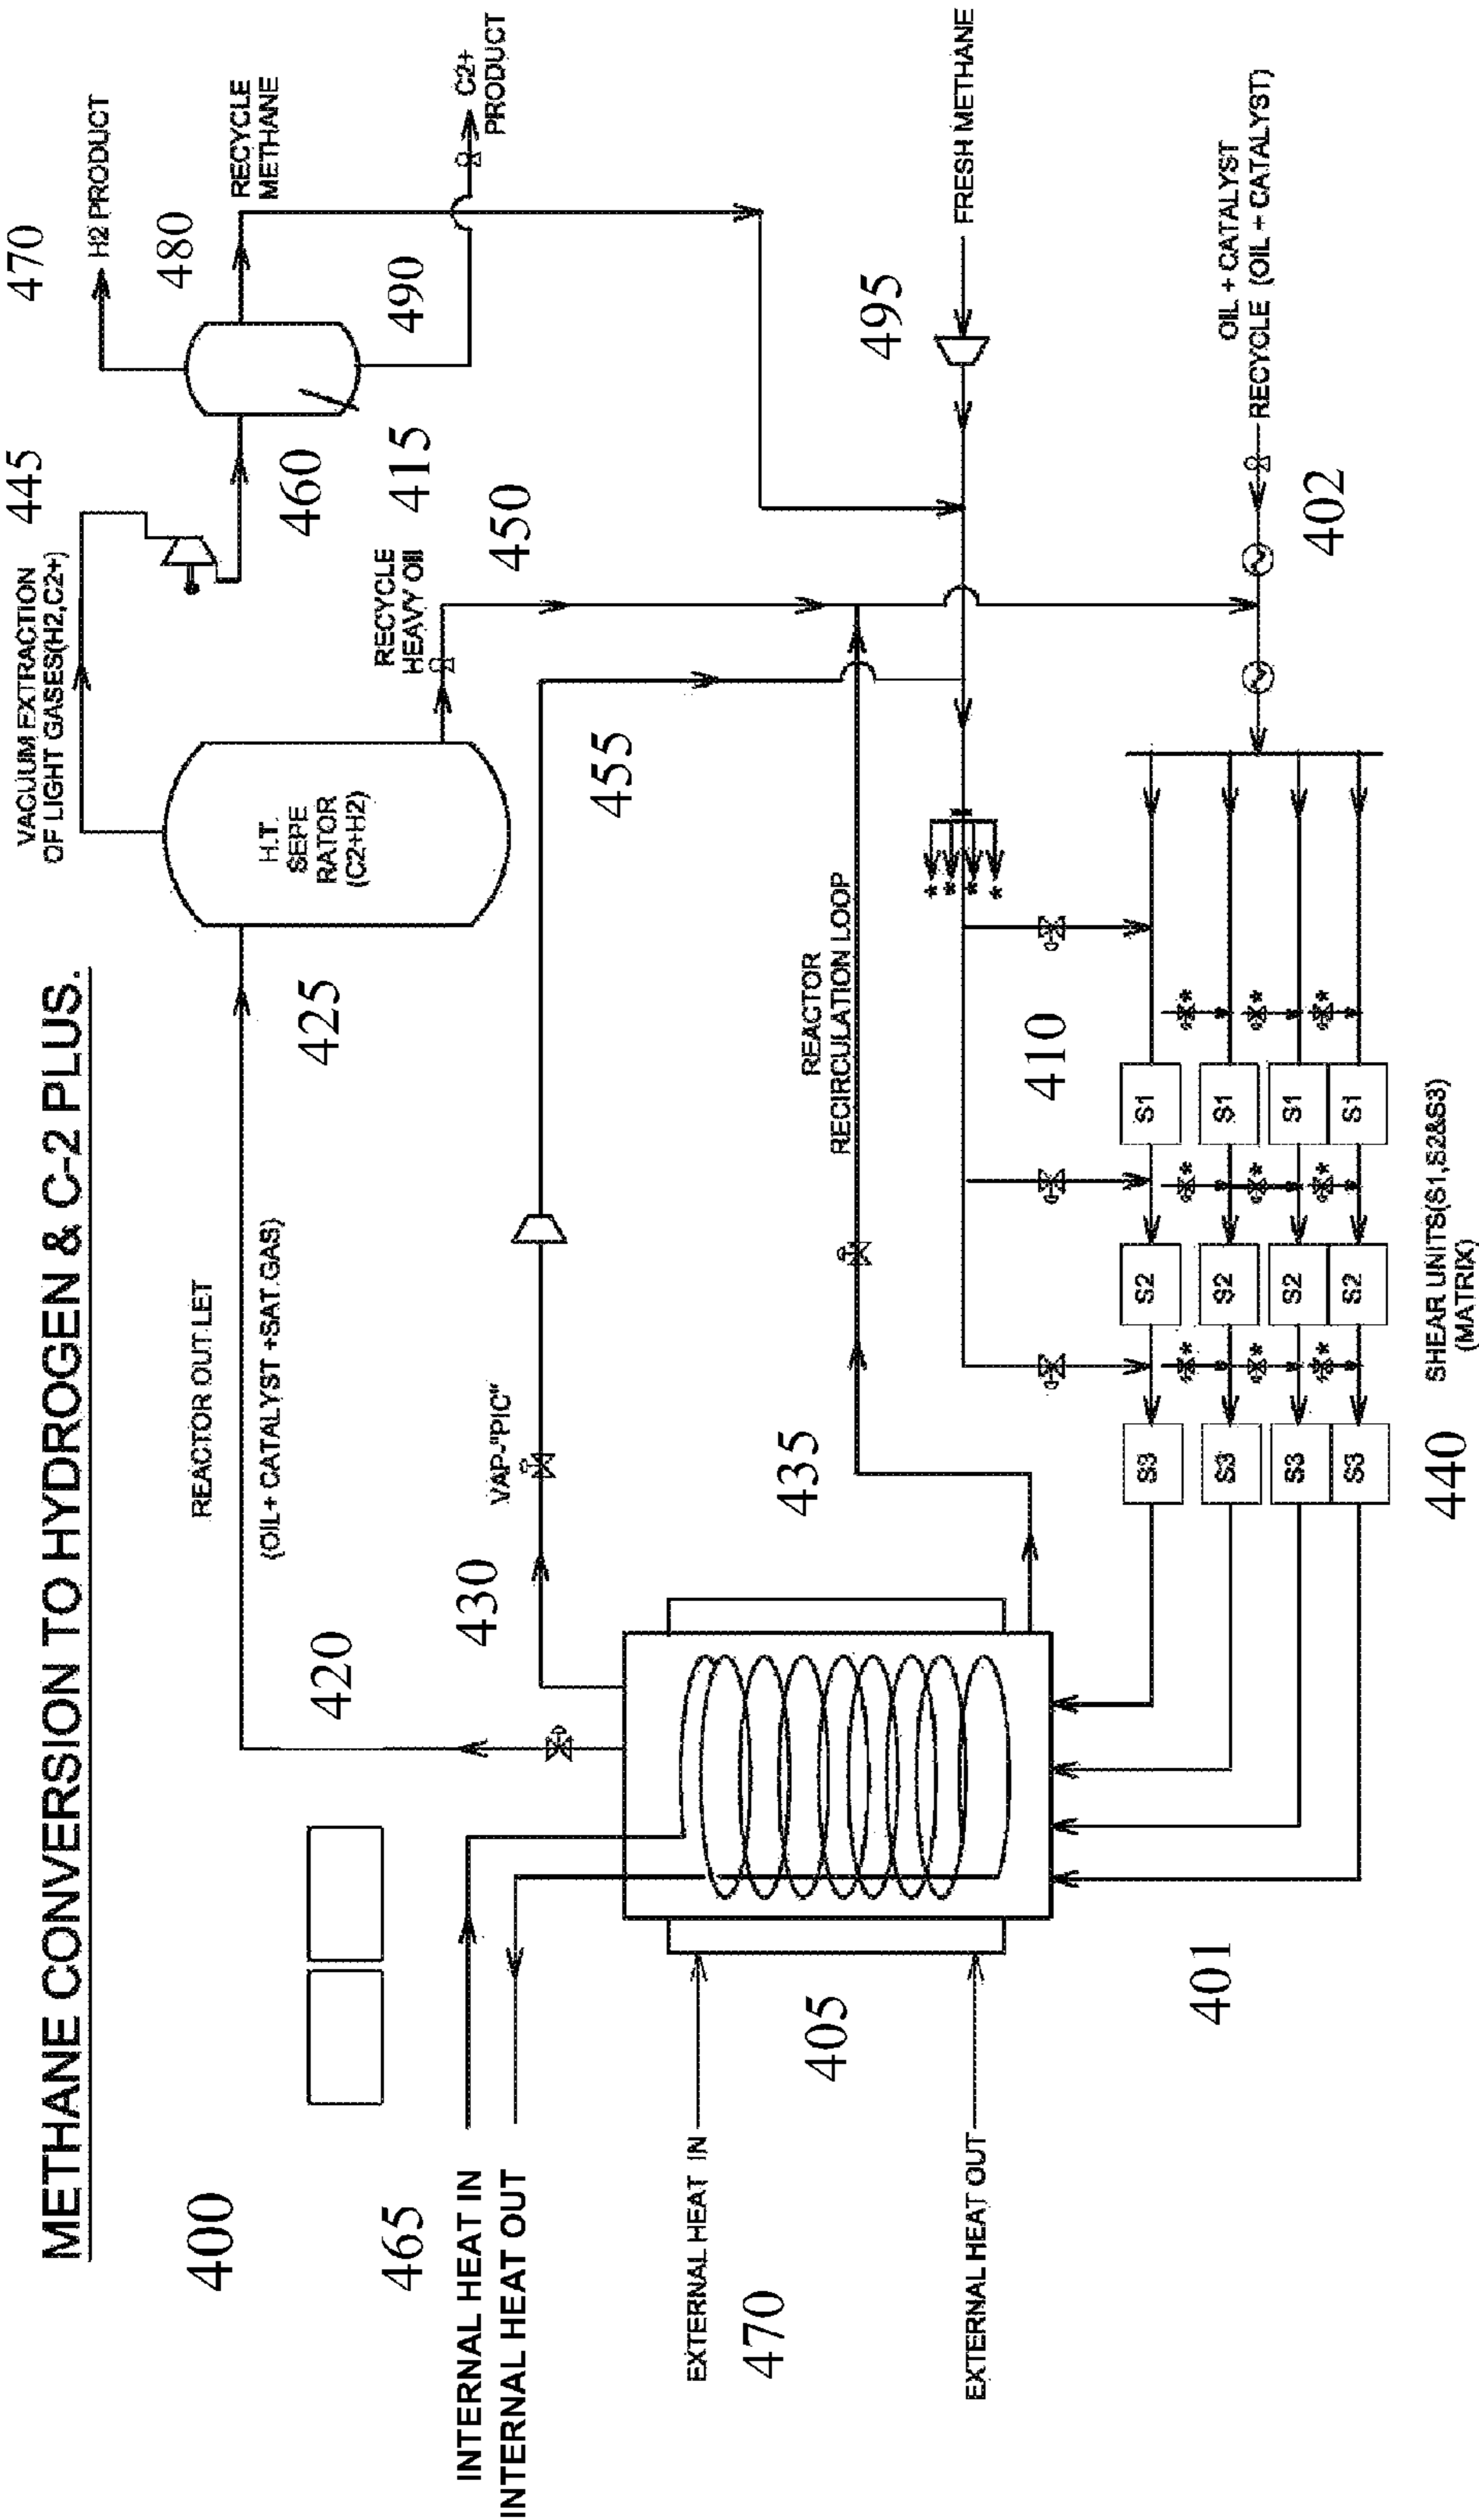 METHANE CONVERSION TO HYDROGEN & C-2 PLUS.
400
465
INTERNAL HEAT IN
INTERNAL HEAT OUT
EXTERNAL HEAT IN
470
EXTERNAL HEAT OUT
405
401
420
REACTOR OUTLET
(OIL+ CATALYST +SAT.GAS)
430
VAP-"PIC"
435
REACTOR
RECIRCULATION LOOP
425
H.T.
SEPE
RATOR
(C2+H2)
VACUUM EXTRACTION
OF LIGHT GASES(H2,C2+)
445
460
470
H2 PRODUCT
480
RECYCLE
METHANE
490
C2+
PRODUCT
RECYCLE
HEAVY OIL
415
450
455
495
FRESH METHANE
OIL + CATALYST
RECYCLE (OIL + CATALYST)
402
*
*
*
*
410
* * *
S1
S1
S1
S1
* * *
S2
S2
S2
S2
* * *
S3
S3
S3
S3
440
SHEAR UNITS(S1,S2&S3)
(MATRIX)